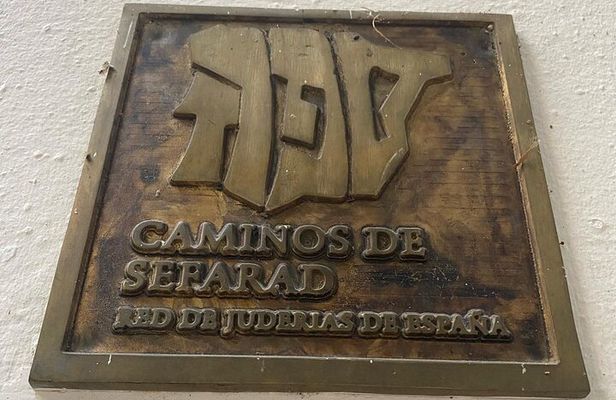 ספרד
CAMINOS DE
SEFARAD
RED DE JUDERIAS DE ESPAÑA